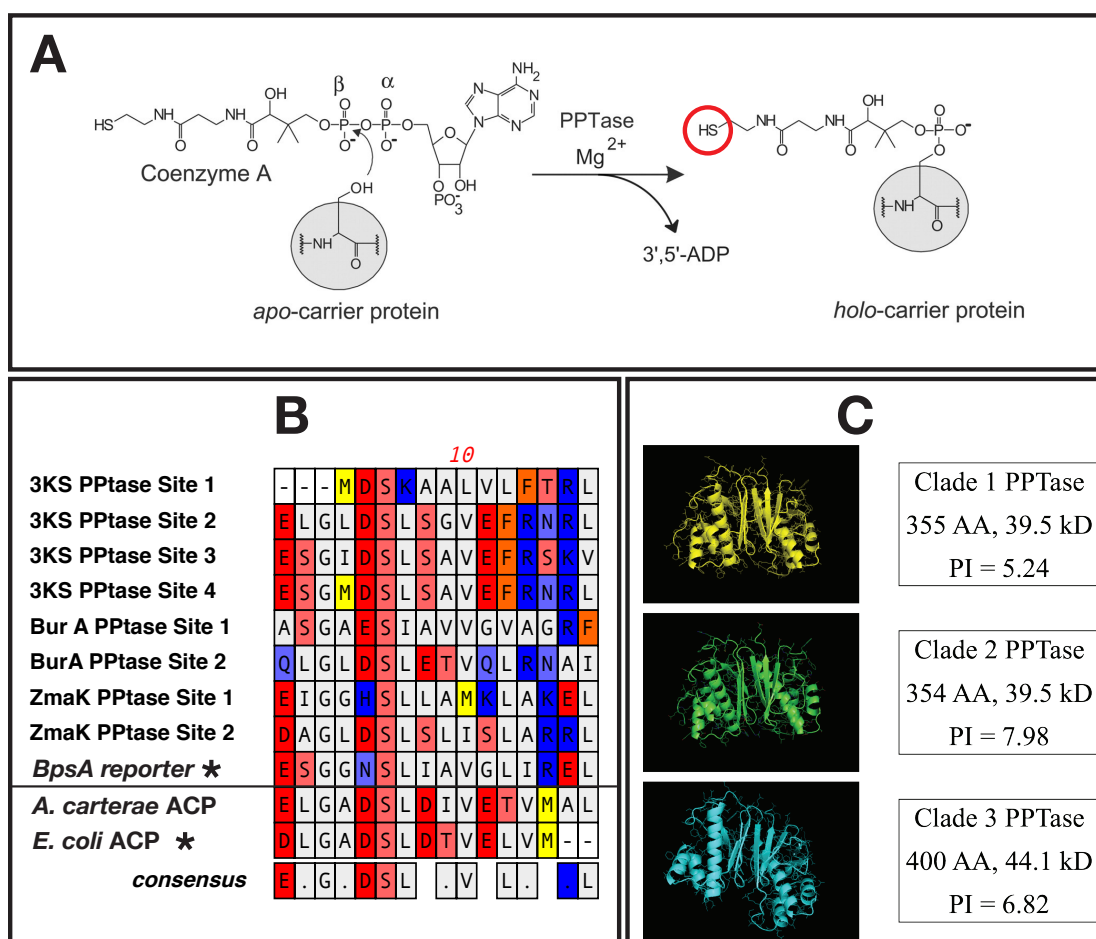 A
HS
NH
O
NH
O
OH
β
α
O
P
O
O-
O
P
O
O-
O
NH2
N
N
N
N
O
O
OH
PO3-
Coenzyme A
OH
NH
O
apo-carrier protein
PPTase
Mg2+
3',5'-ADP
HS
NH
O
NH
O
OH
O
O
P
O-
O
NH
O
holo-carrier protein
B
10
3KS PPtase Site 1 - - - M D S K A A L V L F T R L
3KS PPtase Site 2 E L G L D S L S G V E F R N R L
3KS PPtase Site 3 E S G I D S L S A V E F R S K V
3KS PPtase Site 4 E S G M D S L S A V E F R N R L
Bur A PPtase Site 1 A S G A E S I A V V G V A G R F
BurA PPtase Site 2 Q L G L D S L E T V Q L R N A I
ZmaK PPtase Site 1 E I G G H S L L A M K L A K E L
ZmaK PPtase Site 2 D A G L D S L S L I S L A R R L
BpsA reporter * E S G G N S L I A V G L I R E L
A. carterae ACP E L G A D S L D I V E T V M A L
E. coli ACP * D L G A D S L D T V E L V M - -
consensus E . G . D S L . V L . . L
C
Clade 1 PPTase
355 AA, 39.5 kD
PI = 5.24
Clade 2 PPTase
354 AA, 39.5 kD
PI = 7.98
Clade 3 PPTase
400 AA, 44.1 kD
PI = 6.82